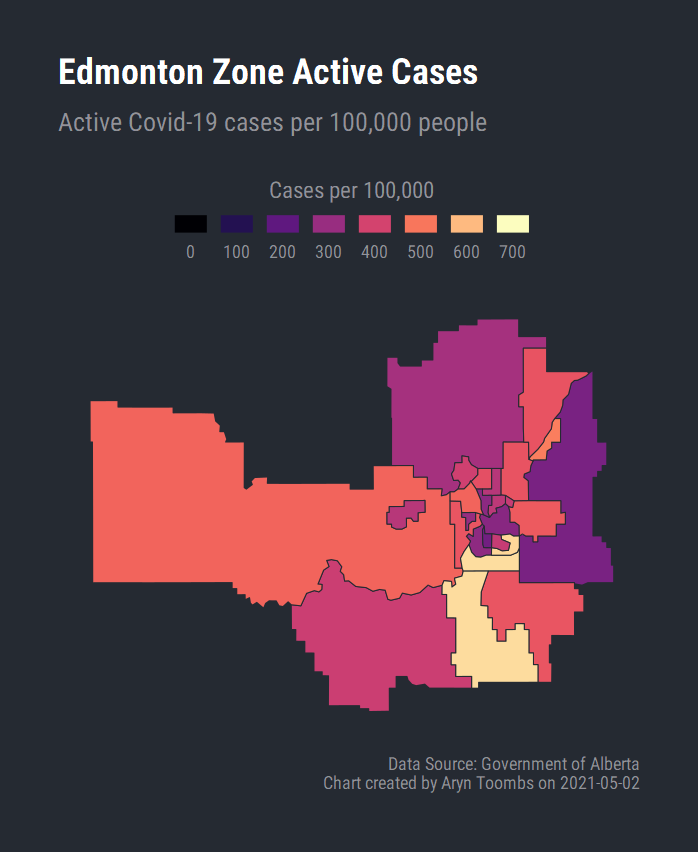 Edmonton Zone Active Cases
Active Covid-19 cases per 100,000 people
Cases per 100,000
0 100 200 300 400 500 600 700
Data Source: Government of Alberta
Chart created by Aryn Toombs on 2021-05-02